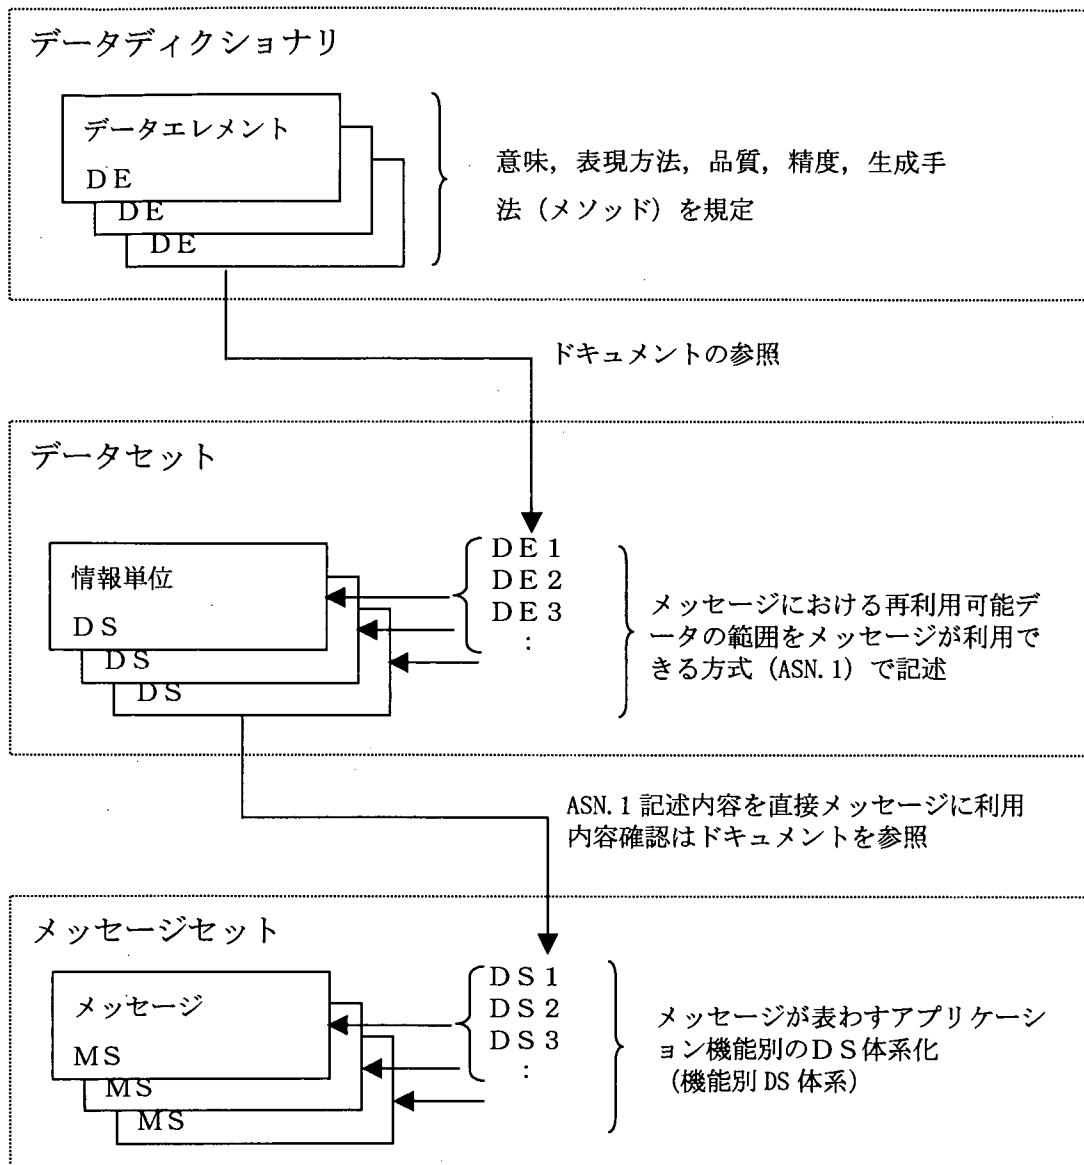 データディクショナリ
データエレメント
DE
DE
DE
意味,表現方法,品質,精度,生成手
法(メソッド)を規定
ドキュメントの参照
データセット
情報単位
DS
DS
DS
DE1
DE2
DE3
:
メッセージにおける再利用可能デ
ータの範囲をメッセージが利用で
きる方式(ASN.1)で記述
ASN.1記述内容を直接メッセージに利用
内容確認はドキュメントを参照
メッセージセット
メッセージ
MS
MS
MS
DS1
DS2
DS3
:
メッセージが表わすアプリケーシ
ョン機能別のDS体系化
(機能別DS体系)